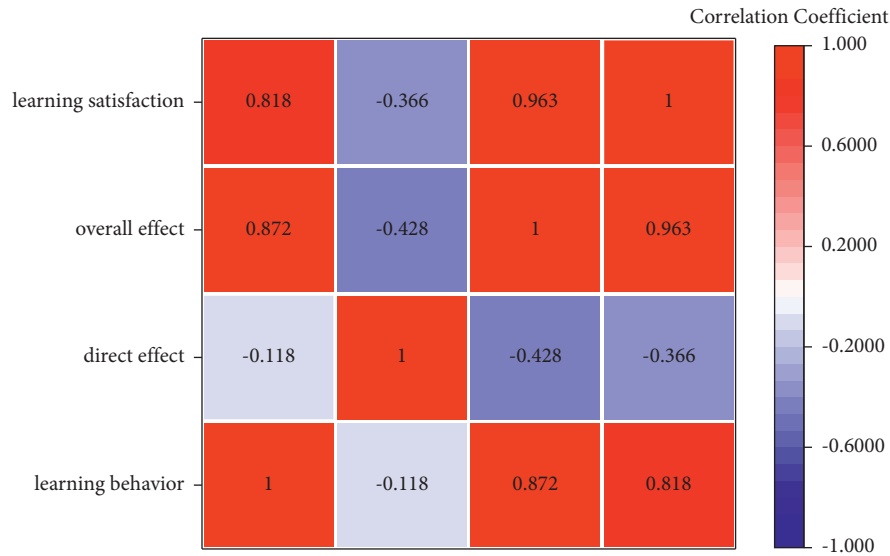 Correlation Coefficient
learning satisfaction 0.818 -0.366 0.963 1
overall effect 0.872 -0.428 1 0.963
direct effect -0.118 1 -0.428 -0.366
learning behavior 1 -0.118 0.872 0.818
1.000
0.6000
0.2000
-0.2000
-0.6000
-1.000